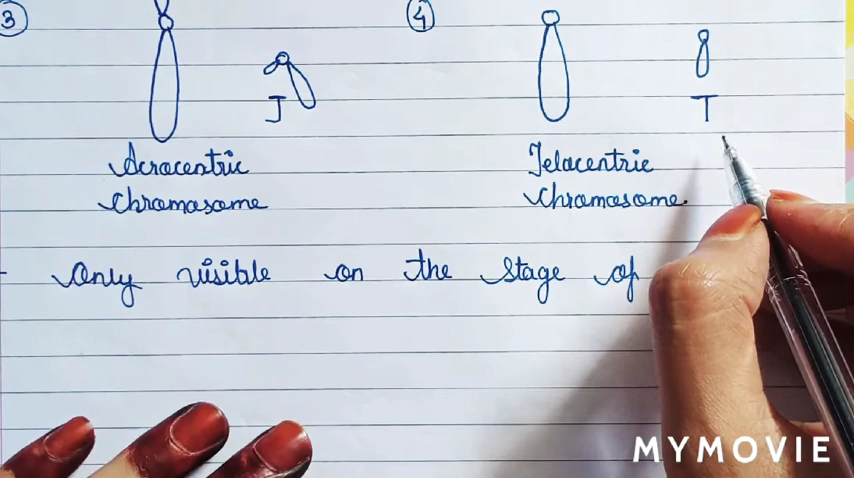 3
4
J
T
Acrocentric
Chromosome
Telacentric
Chromosome.
- Only visible on the stage of
MYMOVIE